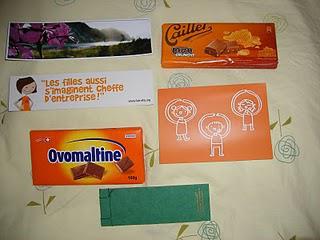 Cailler
"Les filles aussi
s'imaginent Cheffe
D'entreprise!"
Ovomaltine
100g